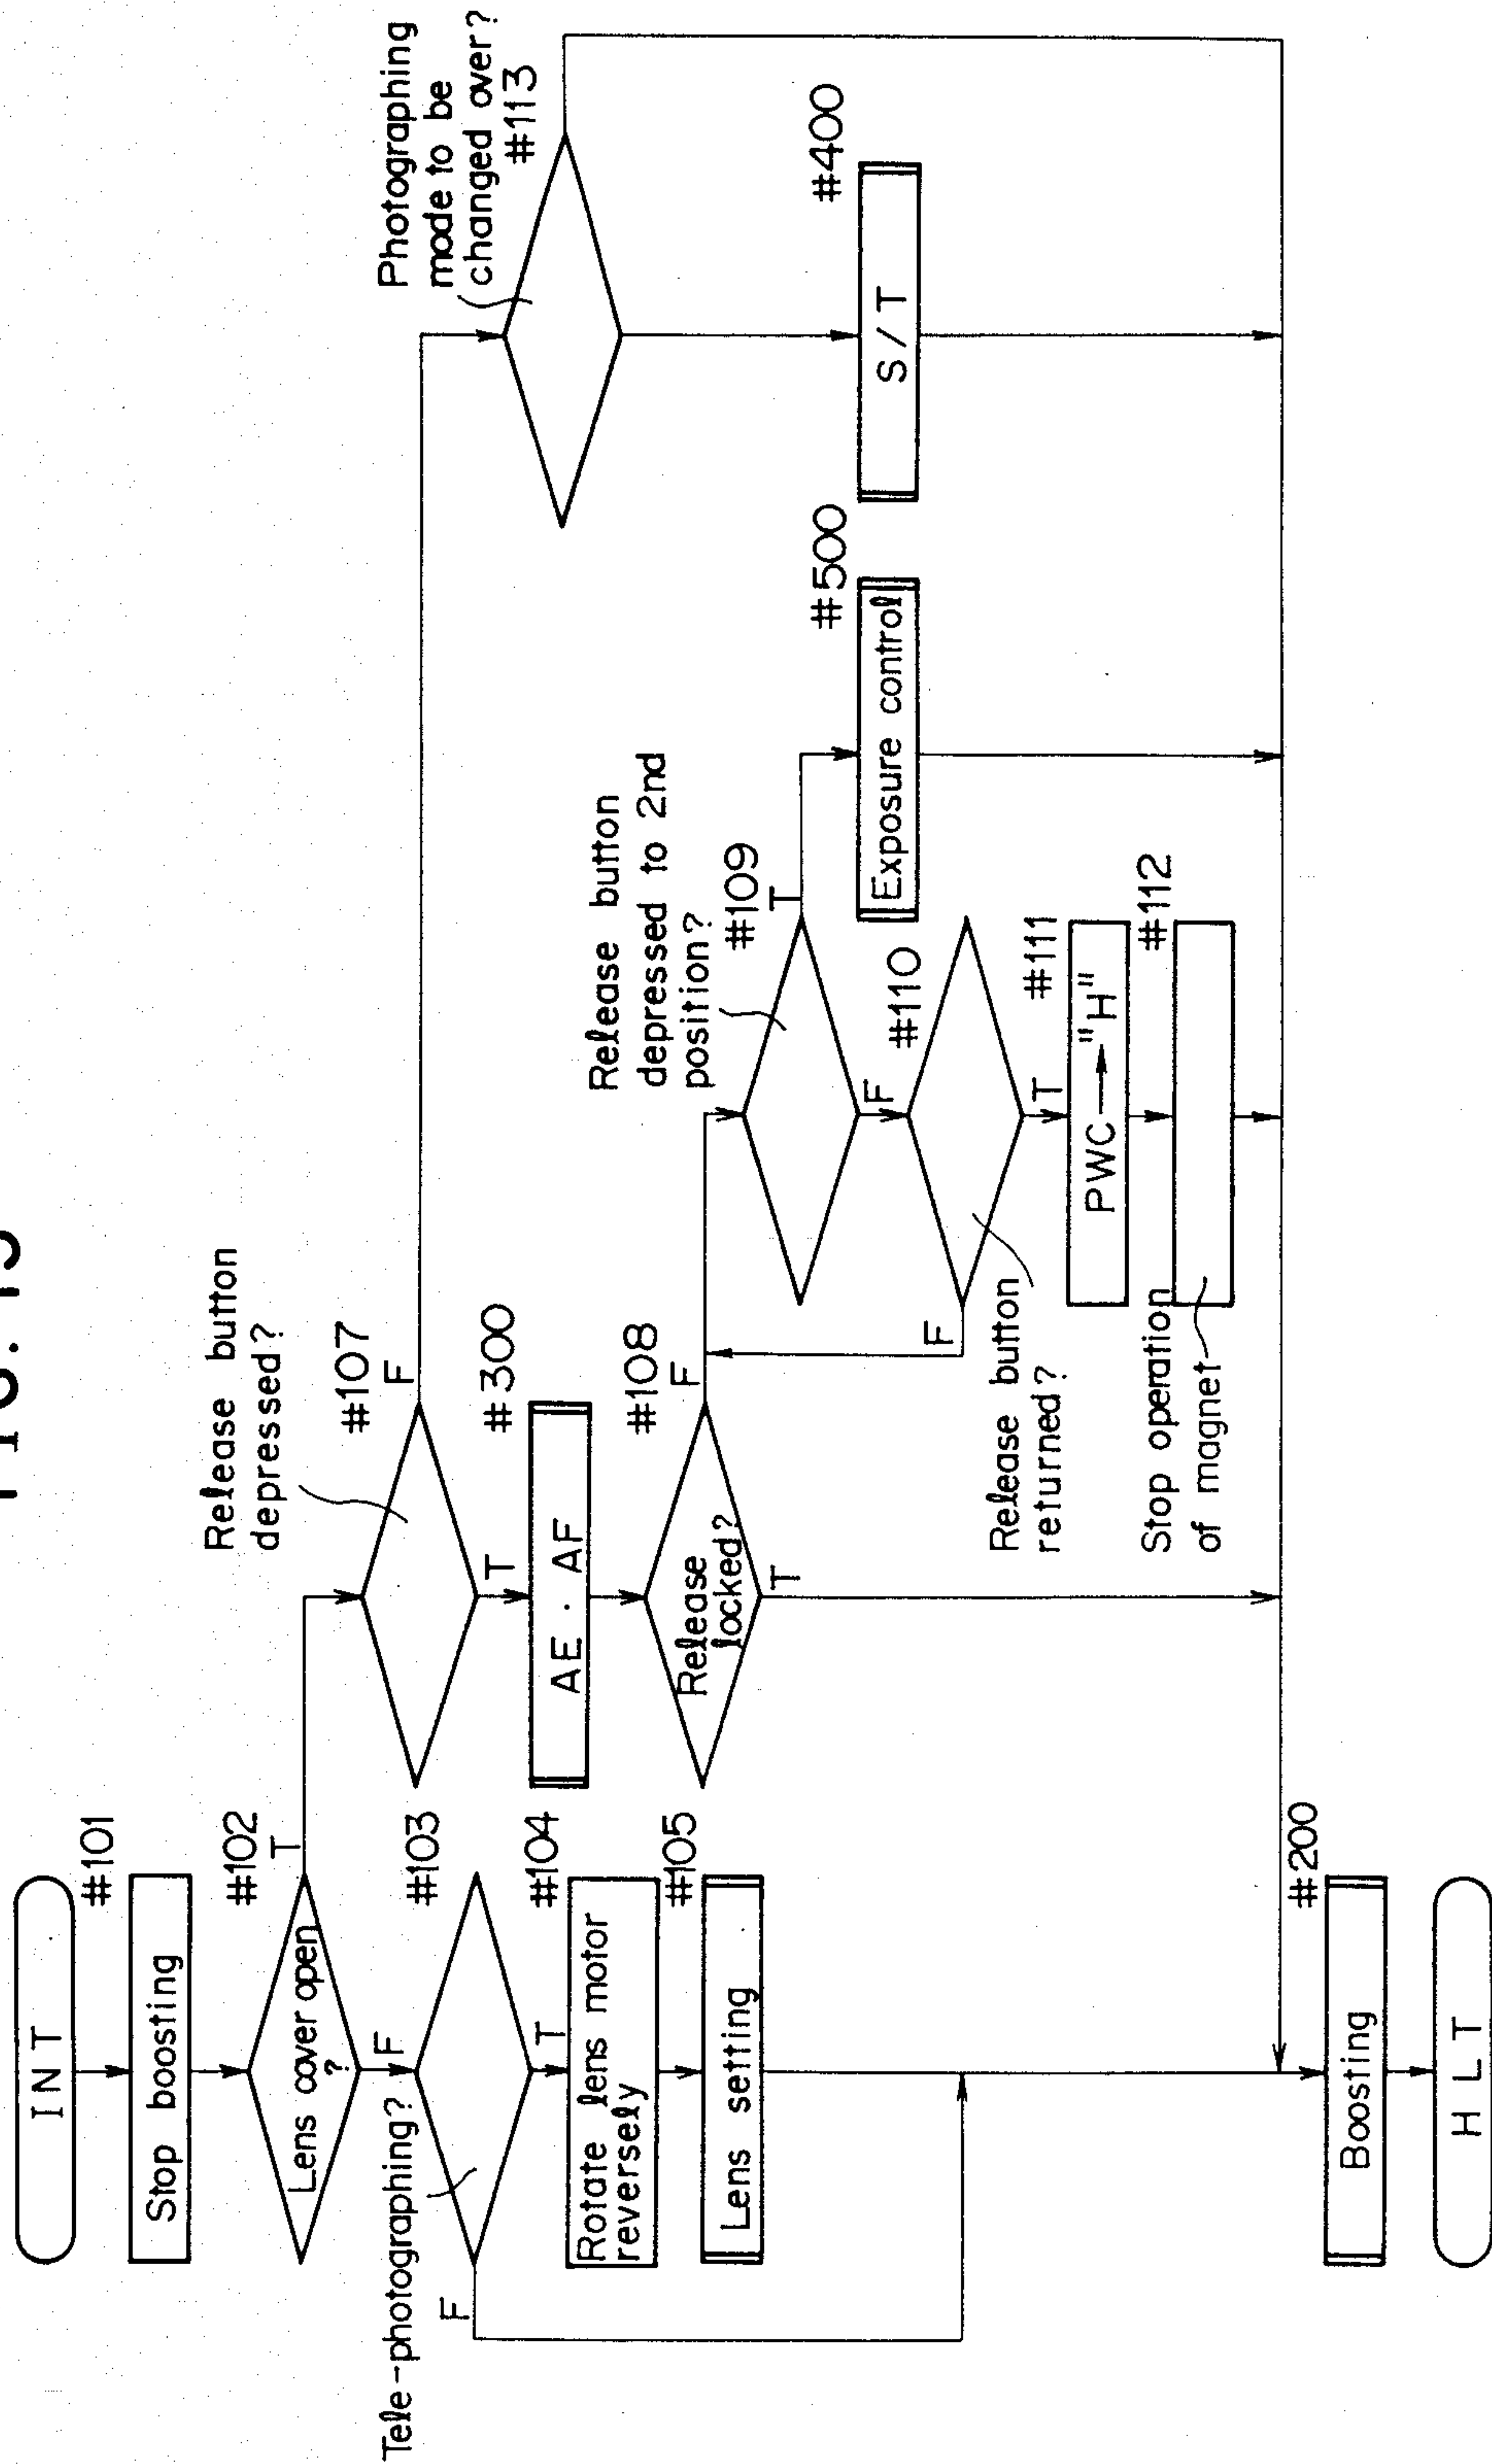 INT
#101
Stop boosting
#102
Lens cover open
?
T
F
Tele-photographing?
#103
F
T
#104
Rotate lens motor
reversely
#105
Lens setting
#200
Boosting
HLT
Release button
depressed?
#107
F
T
#300
AE . AF
#108
Release
locked?
F
T
Release button
depressed to 2nd
position?
#109
T
F
#110
F
T
Release button
returned?
#111
PWC → "H"
#112
Stop operation
of magnet
#500
Exposure control
Photographing
mode to be
changed over?
#113
#400
S/T